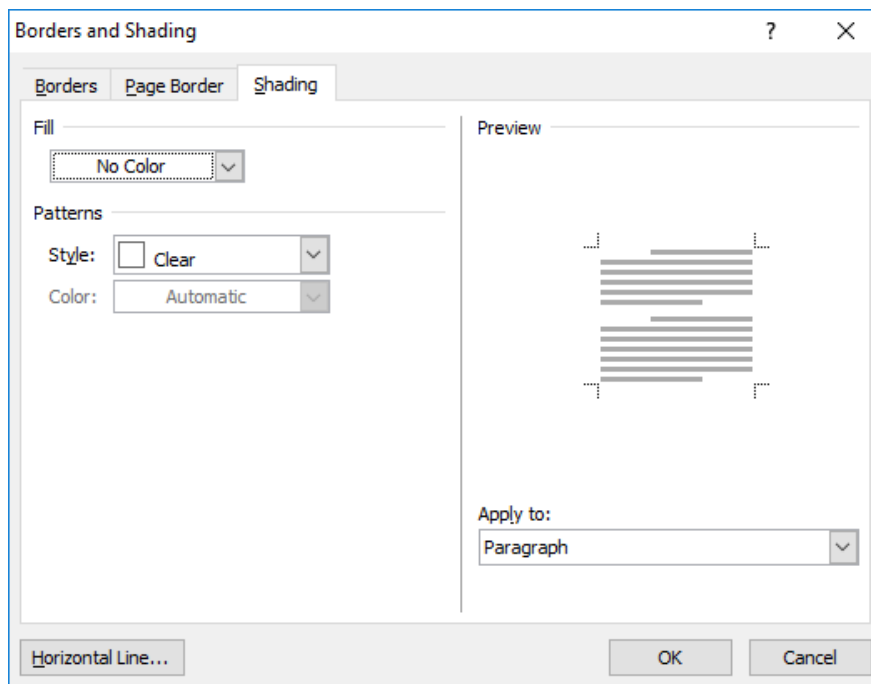 Borders and Shading ?
Borders Page Border Shading
Fill
No Color
Patterns
Style: Clear
Color: Automatic
Preview
Apply to:
Paragraph
Horizontal Line... OK Cancel